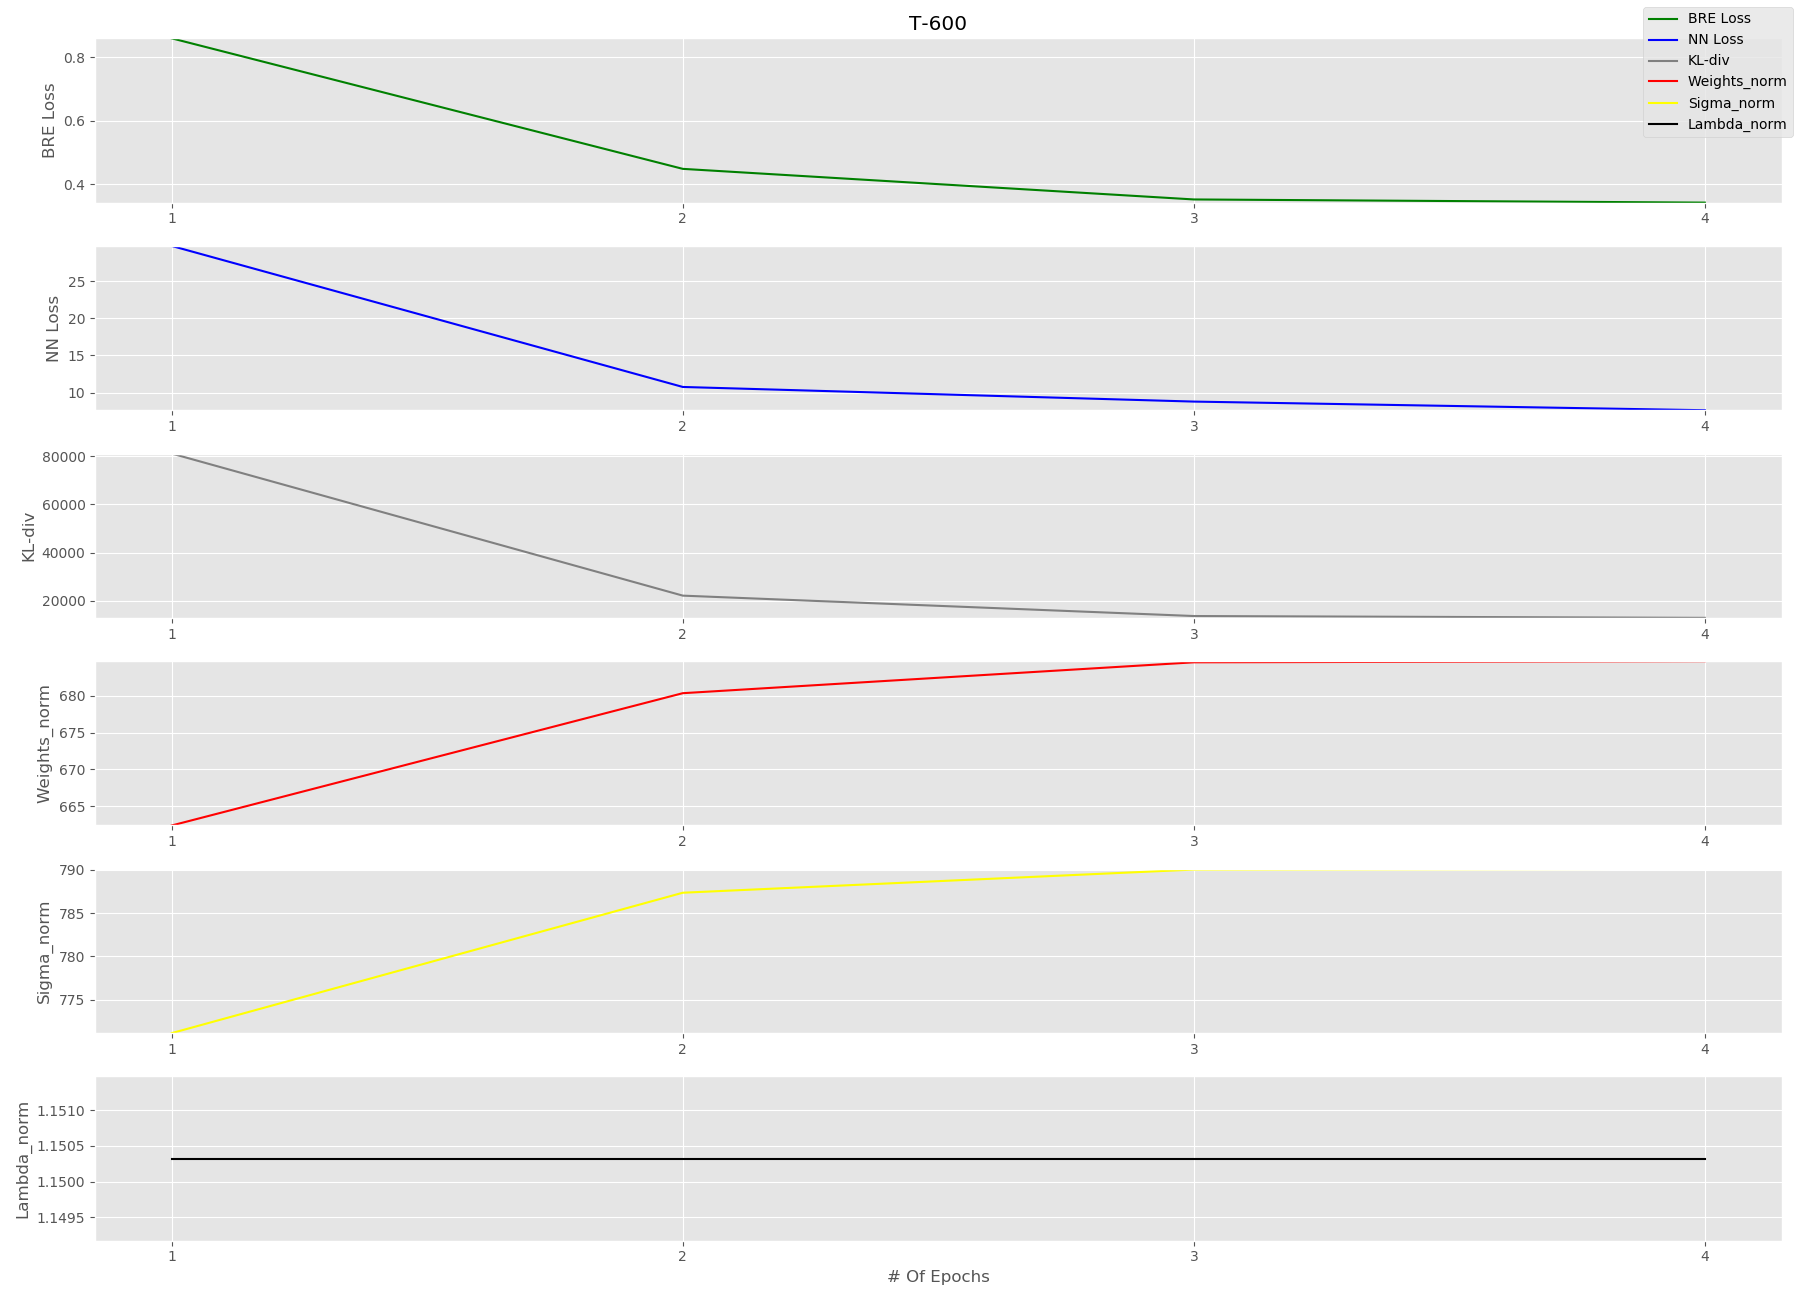 T-600
BRE Loss
NN Loss
KL-div
Weights_norm
Sigma_norm
Lambda_norm
BRE Loss
0.8
0.6
0.4
1 2 3 4
NN Loss
25
20
15
10
1 2 3 4
KL-div
80000
60000
40000
20000
1 2 3 4
Weights_norm
680
675
670
665
1 2 3 4
Sigma_norm
790
785
780
775
1 2 3 4
Lambda_norm
1.1510
1.1505
1.1500
1.1495
1 2 3 4
# Of Epochs